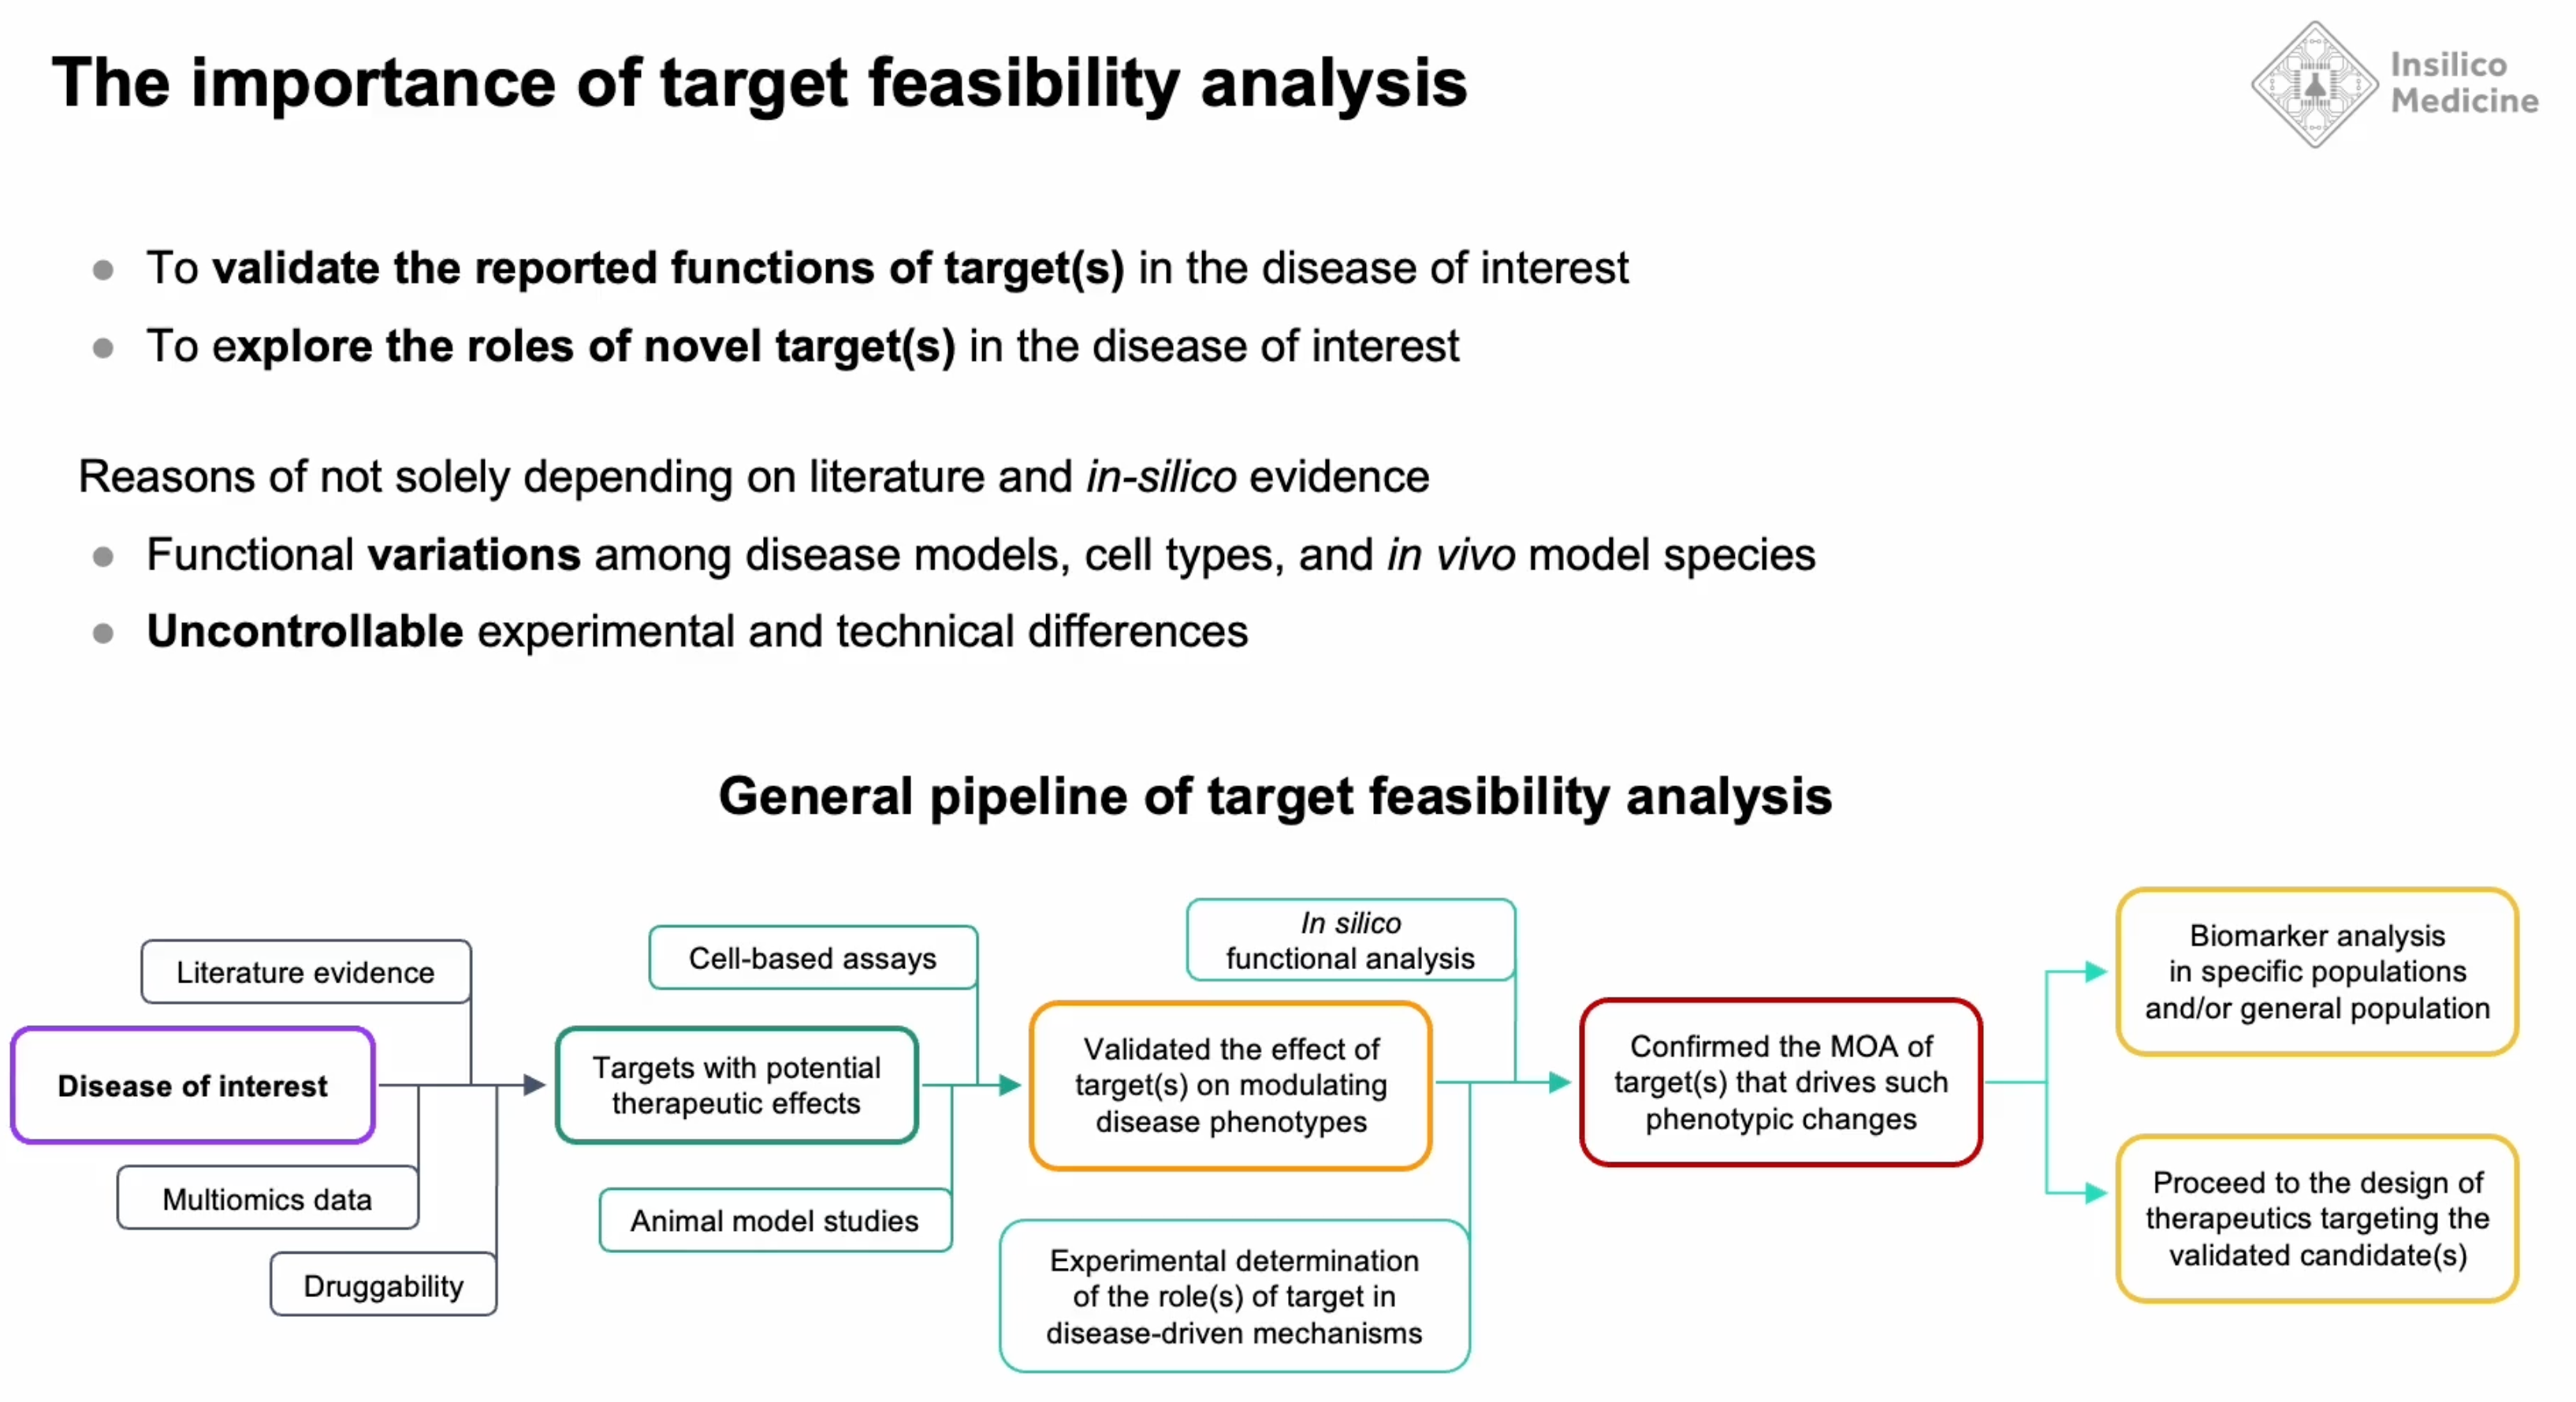 The importance of target feasibility analysis
Insilico
Medicine
To validate the reported functions of target(s) in the disease of interest
To explore the roles of novel target(s) in the disease of interest
Reasons of not solely depending on literature and in-silico evidence
Functional variations among disease models, cell types, and in vivo model species
Uncontrollable experimental and technical differences
General pipeline of target feasibility analysis
Literature evidence
Disease of interest
Multiomics data
Druggability
Cell-based assays
Targets with potential
therapeutic effects
Animal model studies
In silico
functional analysis
Validated the effect of
target(s) on modulating
disease phenotypes
Experimental determination
of the role(s) of target in
disease-driven mechanisms
Confirmed the MOA of
target(s) that drives such
phenotypic changes
Biomarker analysis
in specific populations
and/or general population
Proceed to the design of
therapeutics targeting the
validated candidate(s)